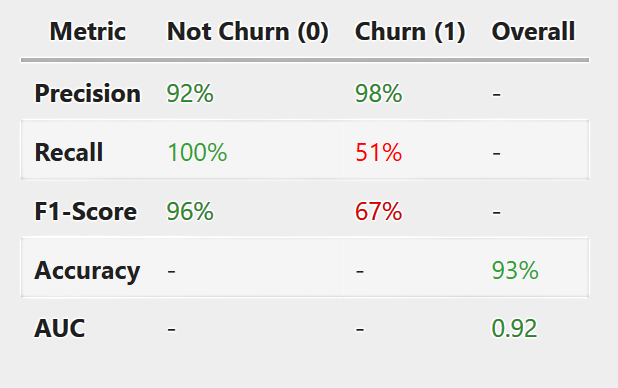 Metric Not Churn (0) Churn (1) Overall
Precision 92% 98% -
Recall 100% 51% -
F1-Score 96% 67% -
Accuracy - - 93%
AUC - - 0.92